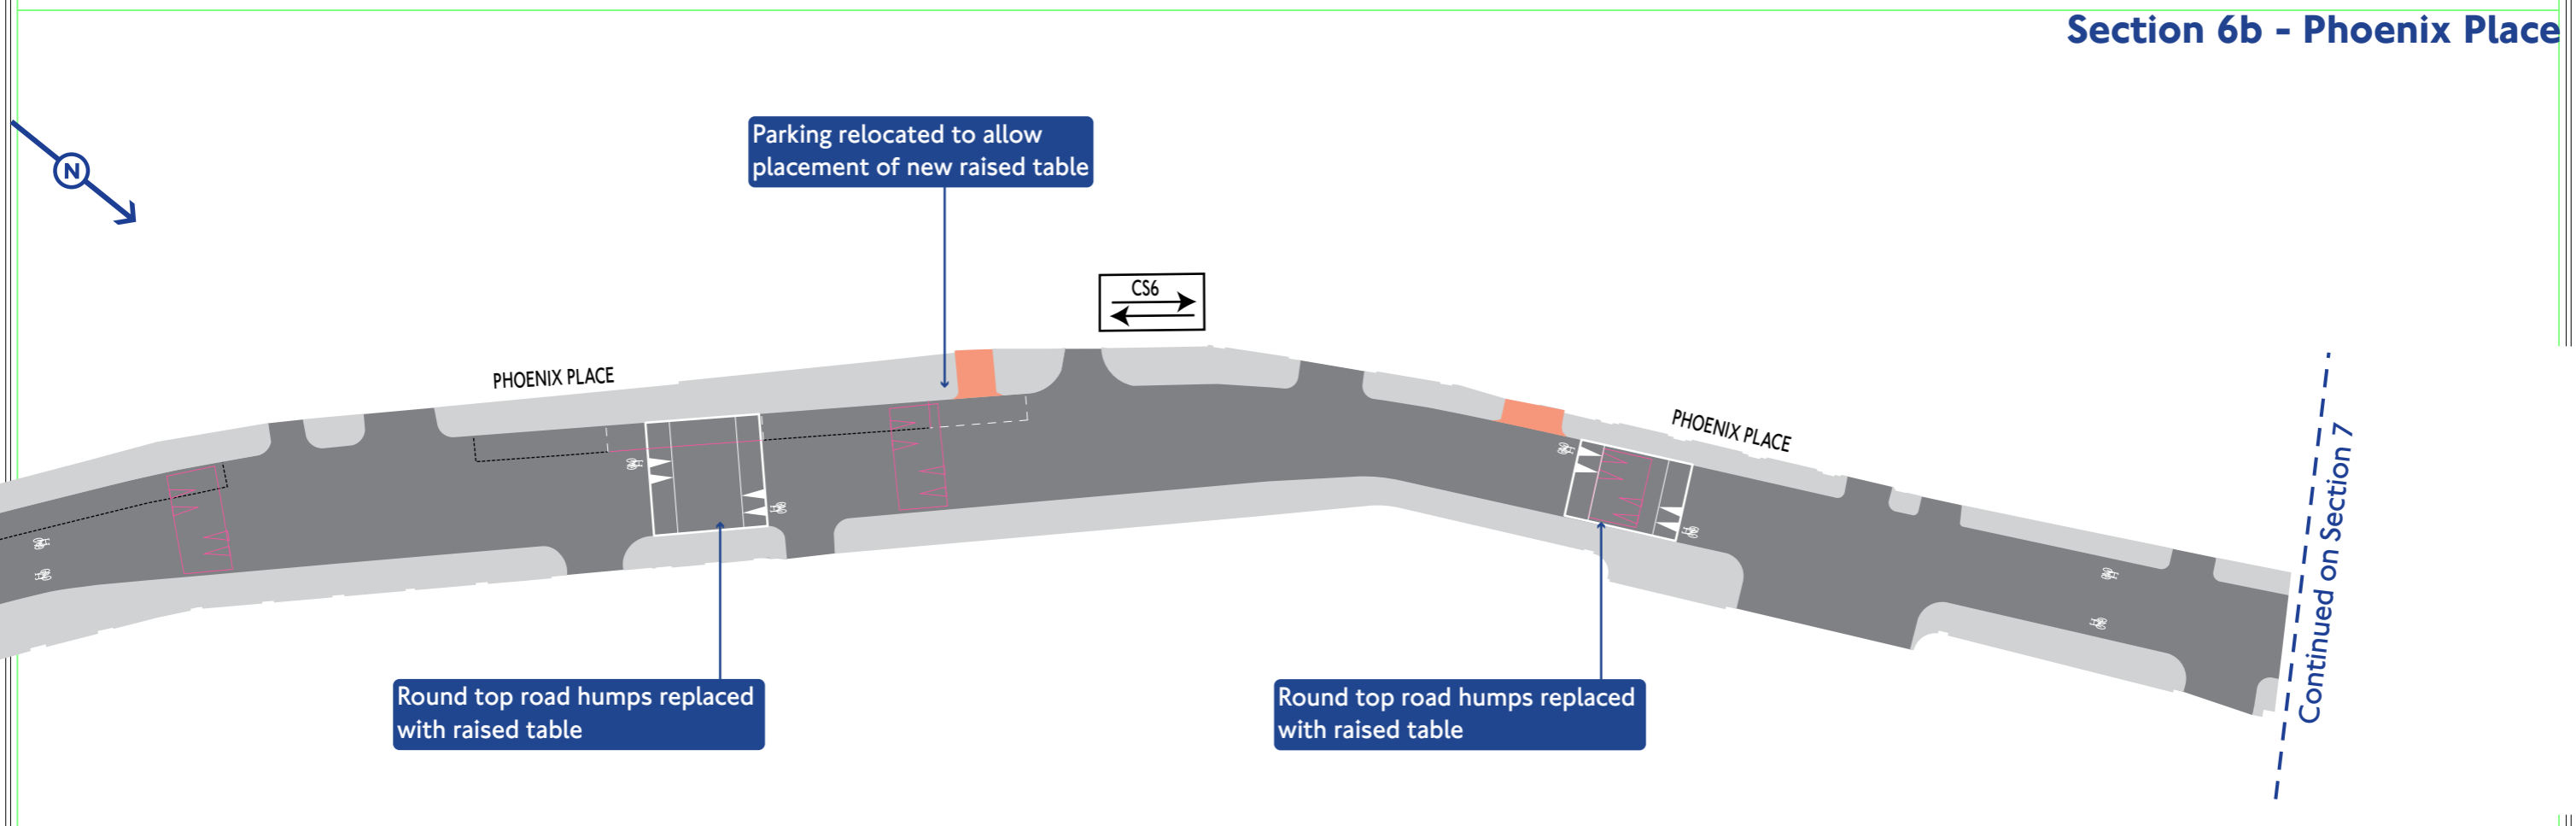 Section 6b - Phoenix Place
N
Parking relocated to allow
placement of new raised table
CS6
PHOENIX PLACE
PHOENIX PLACE
Continued on Section 7
Round top road humps replaced
with raised table
Round top road humps replaced
with raised table